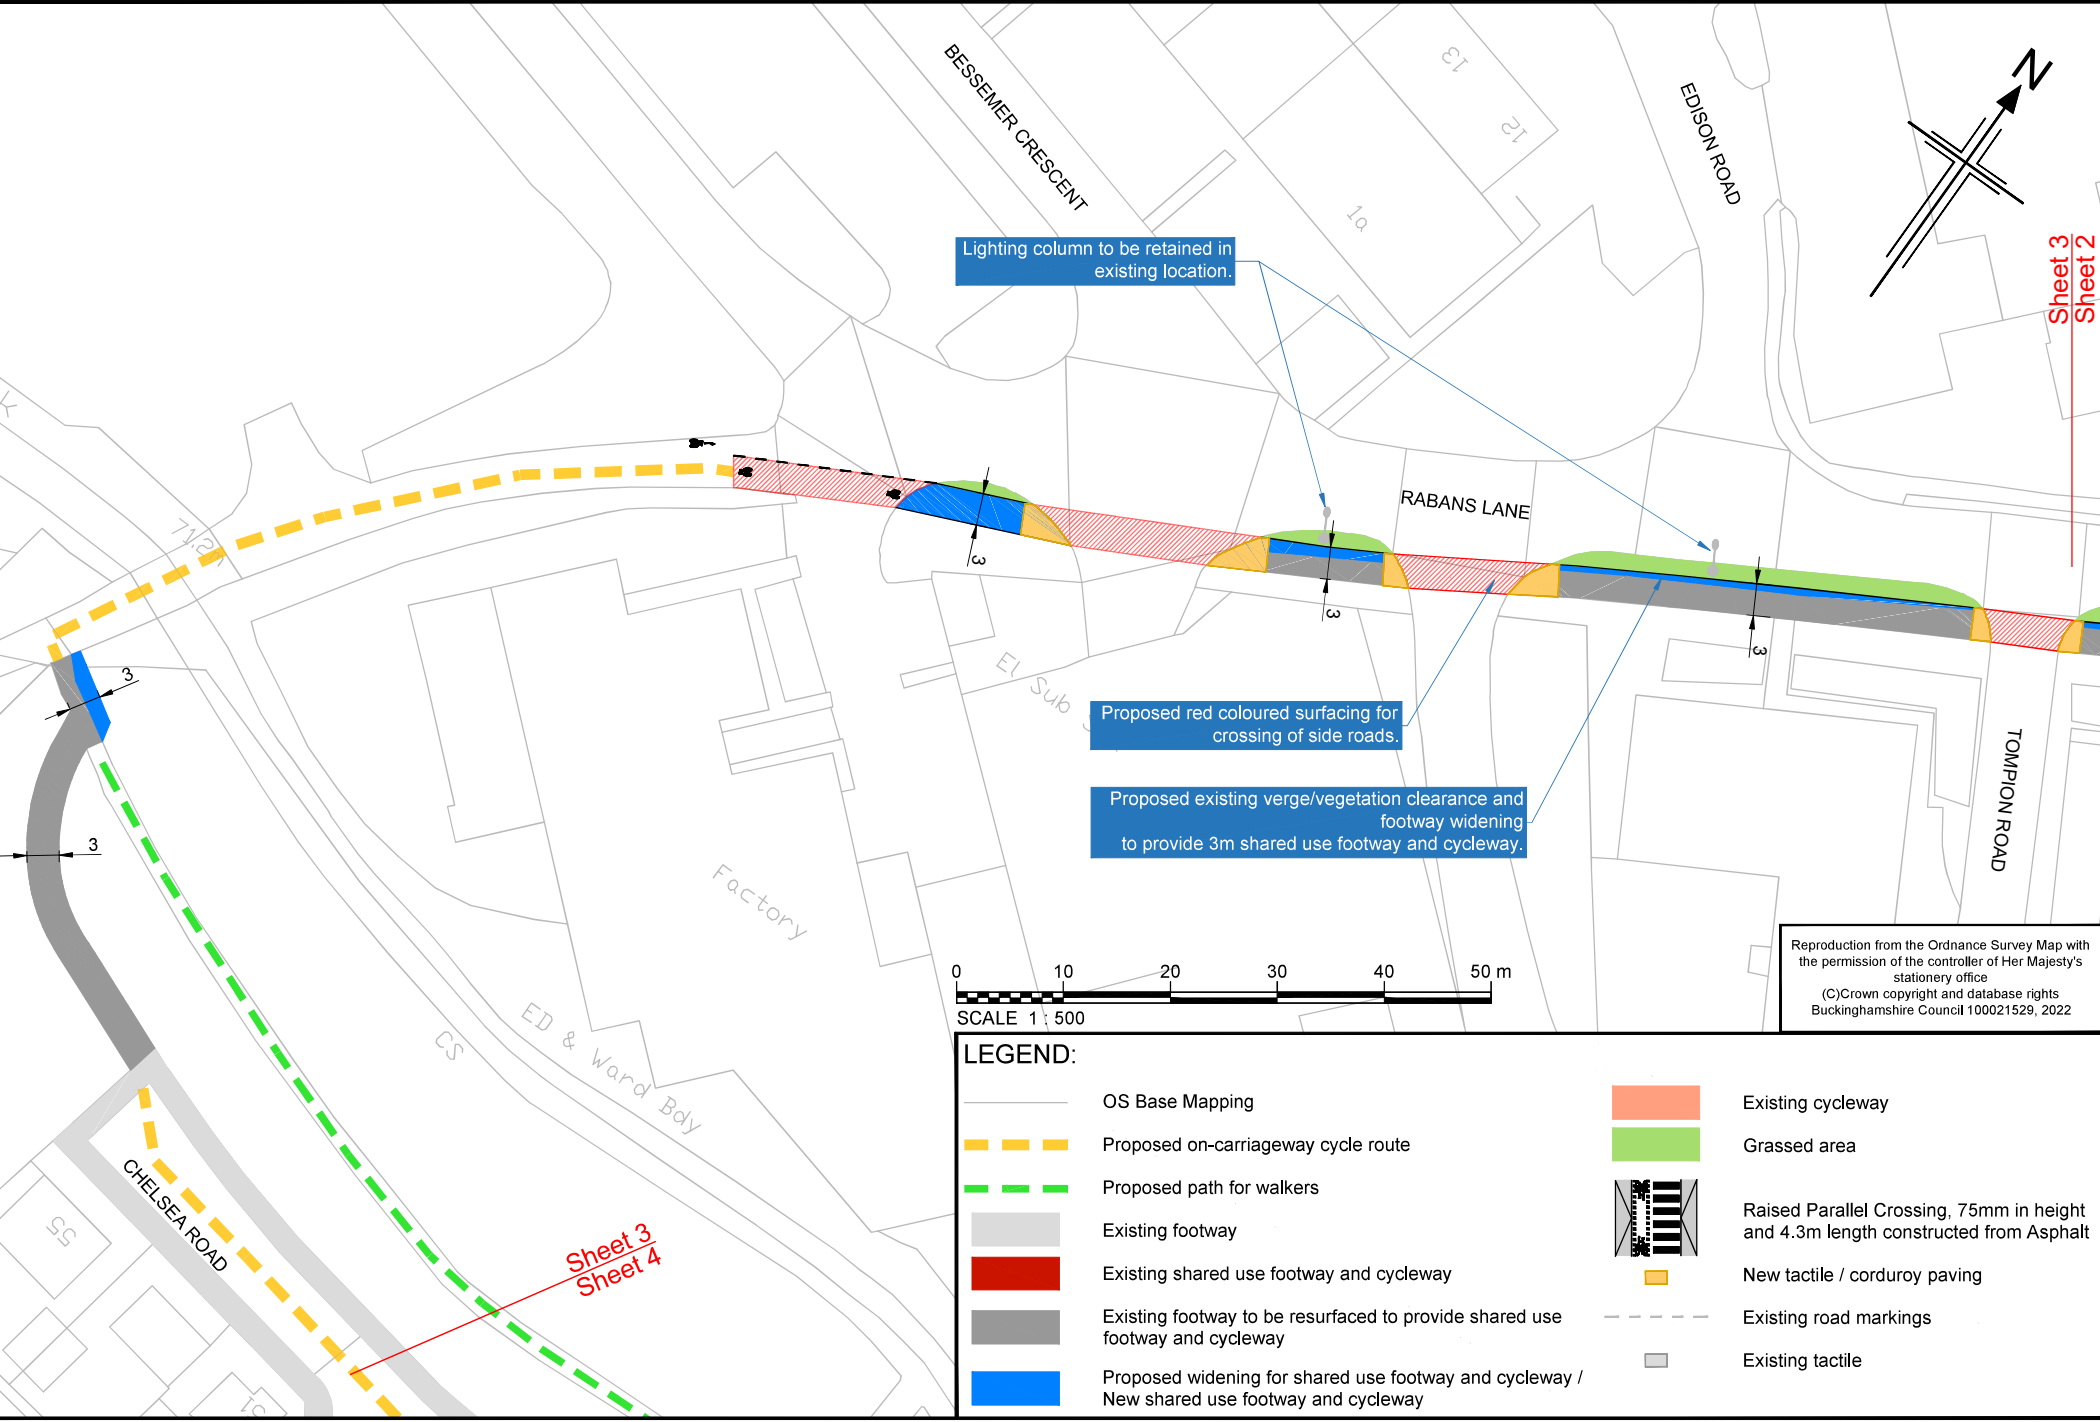 BESSEMER CRESCENT
13
15
1a
EDISON ROAD
N
Sheet 3
Sheet 2
Lighting column to be retained in
existing location.
RABANS LANE
3
3
3
3
3
El Sub
Proposed red coloured surfacing for
crossing of side roads.
Proposed existing verge/vegetation clearance and
footway widening
to provide 3m shared use footway and cycleway.
TOMPION ROAD
Factory
CS
ED & Ward Bdy
55
51
CHELSEA ROAD
Sheet 3
Sheet 4
0 10 20 30 40 50 m
SCALE 1 : 500
Reproduction from the Ordnance Survey Map with
the permission of the controller of Her Majesty's
stationery office
(C)Crown copyright and database rights
Buckinghamshire Council 100021529, 2022
LEGEND:
OS Base Mapping
Proposed on-carriageway cycle route
Proposed path for walkers
Existing footway
Existing shared use footway and cycleway
Existing footway to be resurfaced to provide shared use
footway and cycleway
Proposed widening for shared use footway and cycleway /
New shared use footway and cycleway
Existing cycleway
Grassed area
Raised Parallel Crossing, 75mm in height
and 4.3m length constructed from Asphalt
New tactile / corduroy paving
Existing road markings
Existing tactile